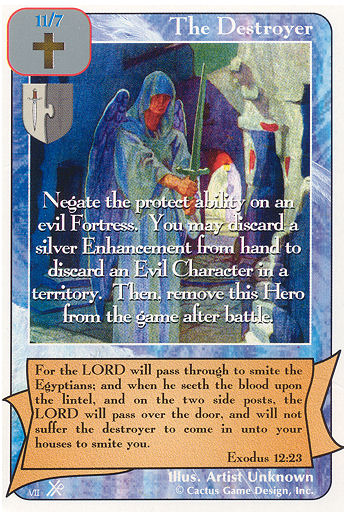 11/7
The Destroyer
Negate the protect ability on an
evil Fortress. You may discard a
silver Enhancement from hand to
discard an Evil Character in a
territory. Then, remove this Hero
from the game after battle.
For the LORD will pass through to smite the
Egyptians; and when he seeth the blood upon
the lintel, and on the two side posts, the
LORD will pass over the door, and will not
suffer the destroyer to come in unto your
houses to smite you.
Exodus 12:23
Illus. Artist Unknown
VII
© Cactus Game Design, Inc.